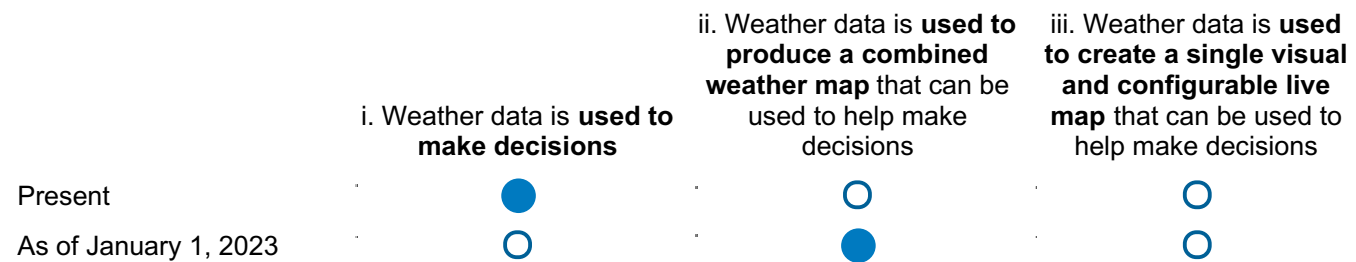 i. Weather data is used to
make decisions
ii. Weather data is used to
produce a combined
weather map that can be
used to help make
decisions
iii. Weather data is used
to create a single visual
and configurable live
map that can be used to
help make decisions
Present
As of January 1, 2023